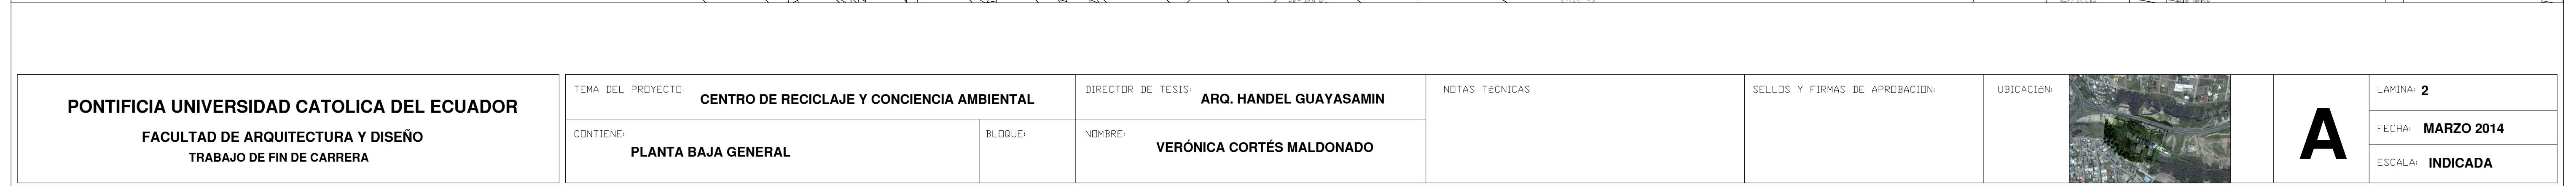 PONTIFICIA UNIVERSIDAD CATOLICA DEL ECUADOR
FACULTAD DE ARQUITECTURA Y DISEÑO
TRABAJO DE FIN DE CARRERA
TEMA DEL PROYECTO: CENTRO DE RECICLAJE Y CONCIENCIA AMBIENTAL
CONTIENE:
PLANTA BAJA GENERAL
BLOQUE:
DIRECTOR DE TESIS: ARQ. HANDEL GUAYASAMIN
NOMBRE:
VERÓNICA CORTÉS MALDONADO
NOTAS TéCNICAS
SELLOS Y FIRMAS DE APROBACION:
UBICACIóN:
A
LAMINA: 2
FECHA: MARZO 2014
ESCALA: INDICADA